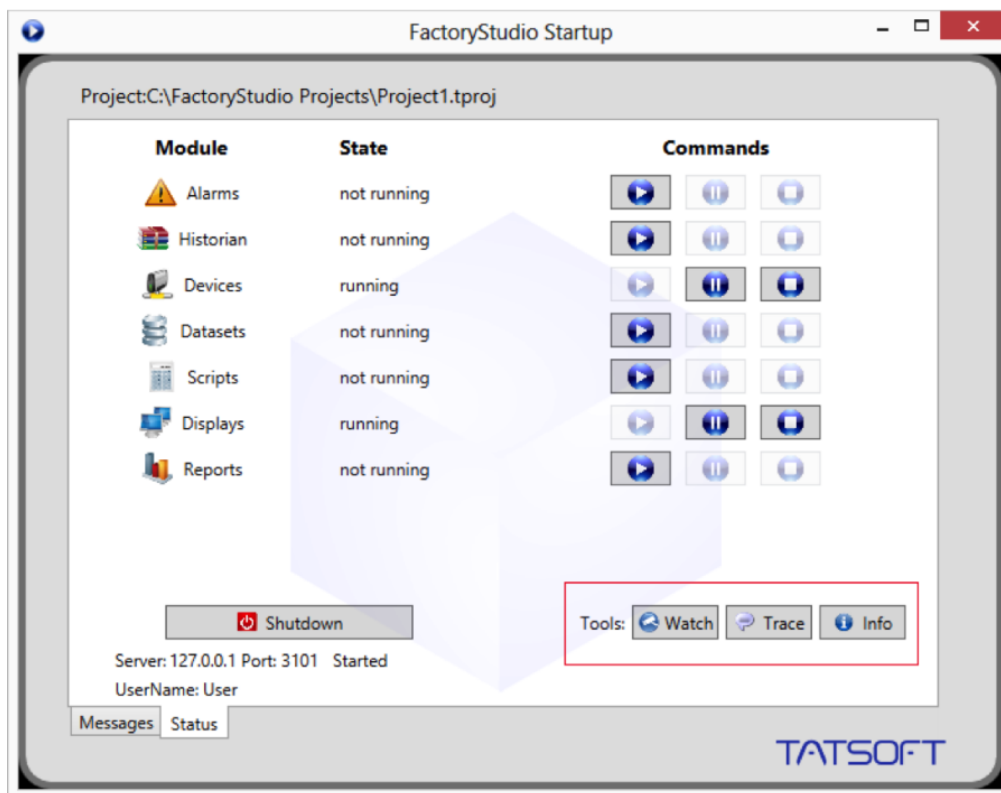 FactoryStudio Startup
Project:C:\FactoryStudio Projects\Project1.tproj
Module State Commands
Alarms not running
Historian not running
Devices running
Datasets not running
Scripts not running
Displays running
Reports not running
Shutdown Tools: Watch Trace Info
Server: 127.0.0.1 Port: 3101 Started
UserName: User
Messages Status
TATSOFT